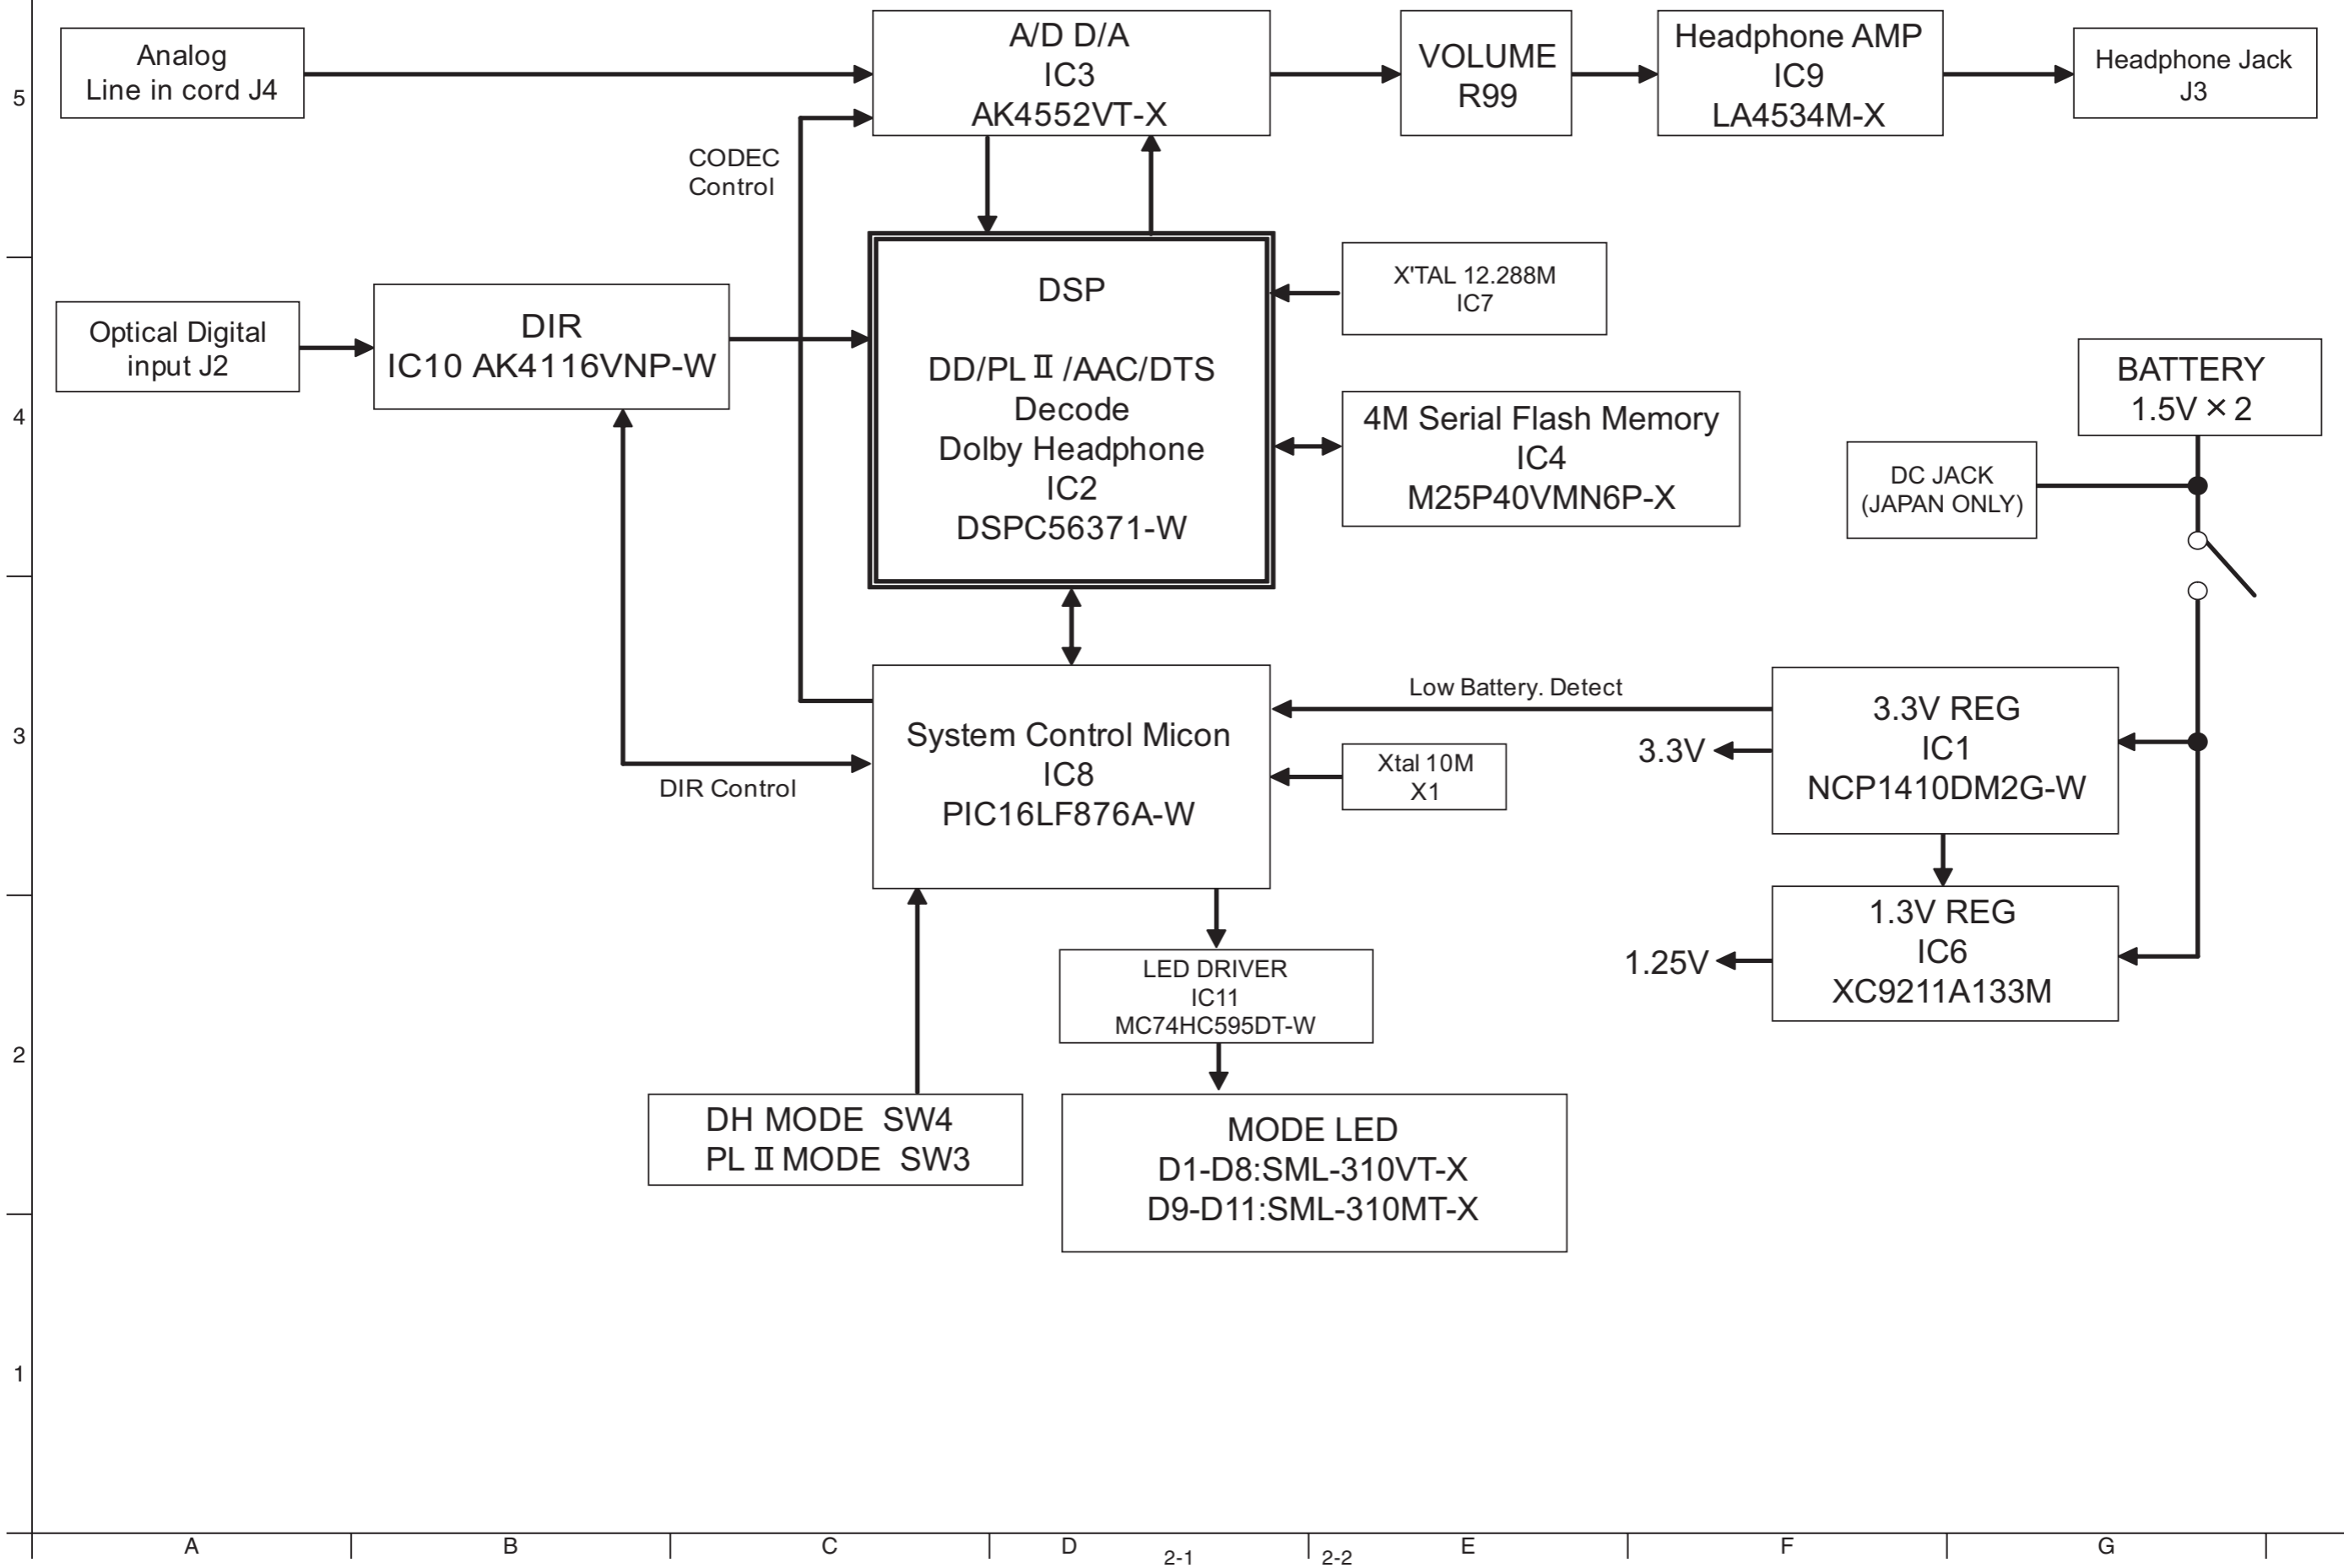 Analog
Line in cord J4
A/D D/A
IC3
AK4552VT-X
VOLUME
R99
Headphone AMP
IC9
LA4534M-X
Headphone Jack
J3
5
CODEC
Control
Optical Digital
input J2
DIR
IC10 AK4116VNP-W
DSP
DD/PL Ⅱ /AAC/DTS
Decode
Dolby Headphone
IC2
DSPC56371-W
X'TAL 12.288M
IC7
4M Serial Flash Memory
IC4
M25P40VMN6P-X
BATTERY
1.5V × 2
DC JACK
(JAPAN ONLY)
4
System Control Micon
IC8
PIC16LF876A-W
Low Battery. Detect
3.3V
Xtal 10M
X1
3.3V REG
IC1
NCP1410DM2G-W
3
DIR Control
LED DRIVER
IC11
MC74HC595DT-W
1.25V
1.3V REG
IC6
XC9211A133M
2
DH MODE SW4
PL Ⅱ MODE SW3
MODE LED
D1-D8:SML-310VT-X
D9-D11:SML-310MT-X
1
A B C D E F G
2-1 2-2